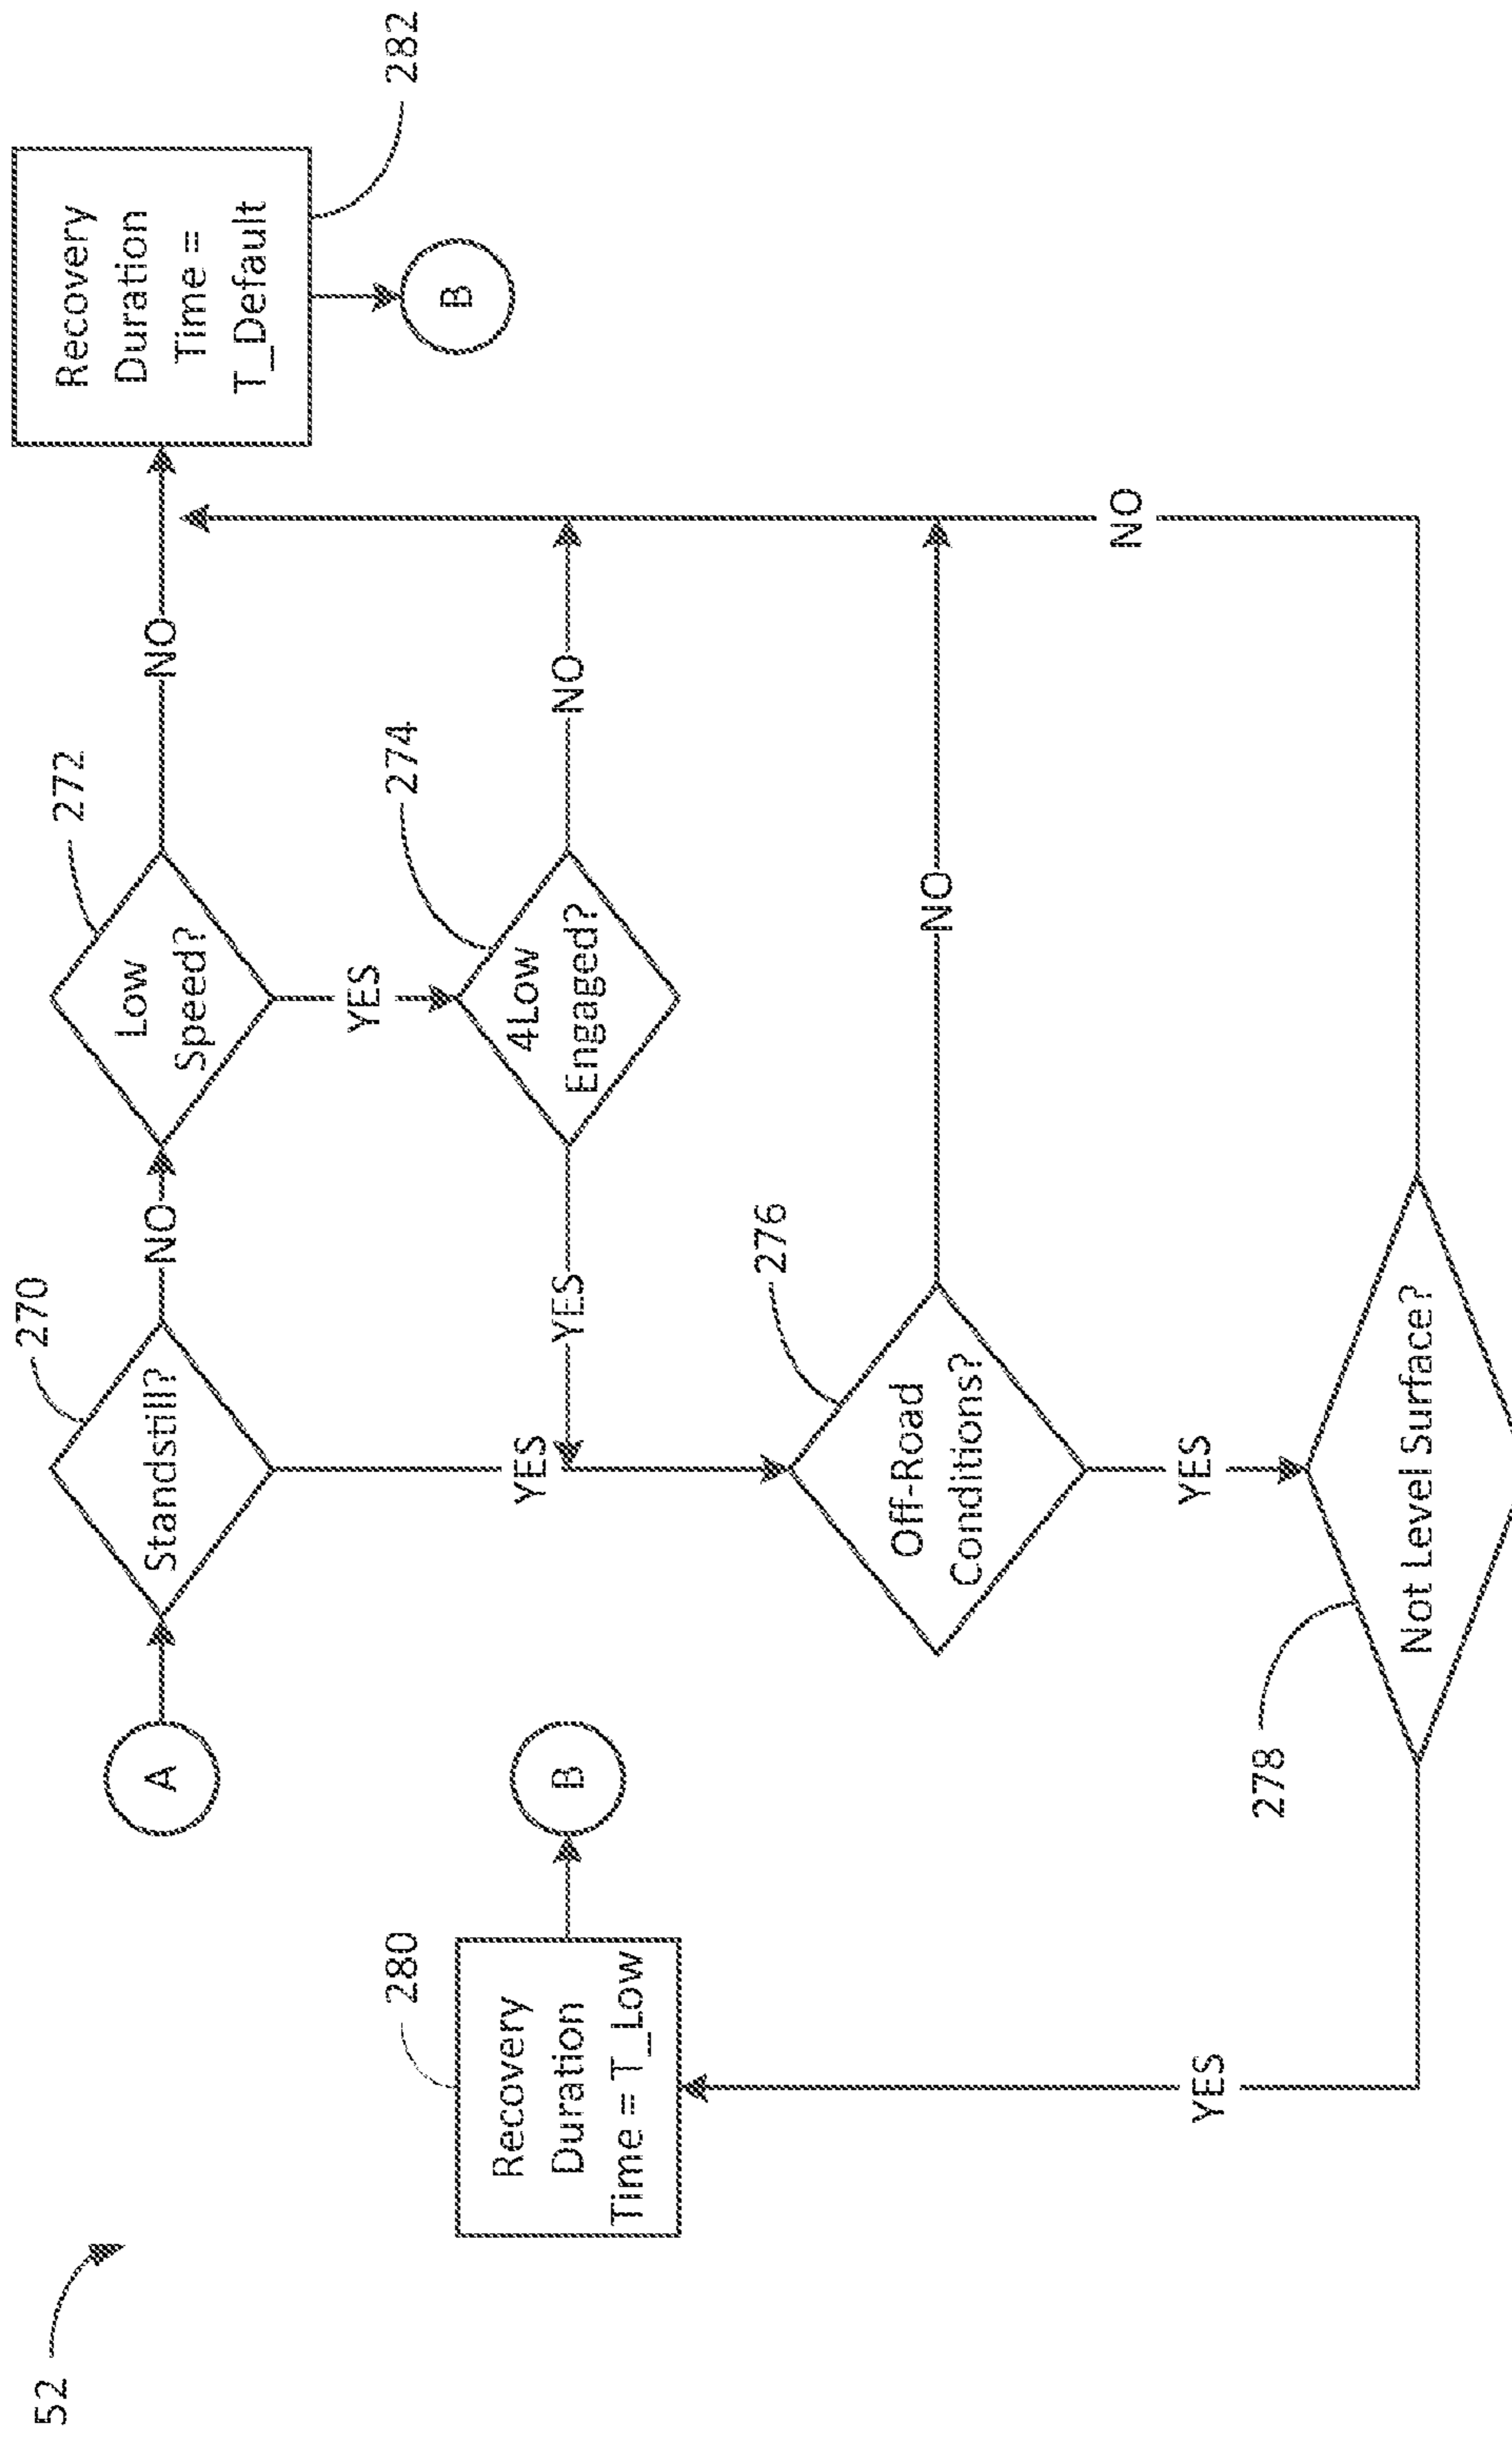 52
A
270
Standstill?
NO
272
Low
Speed?
NO
Recovery
Duration
Time =
T_Default
282
B
YES
280
Recovery
Duration
Time = T_Low
B
YES
YES
274
4Low
Engaged?
NO
276
Off-Road
Conditions?
NO
YES
278
Not Level Surface?
YES
NO